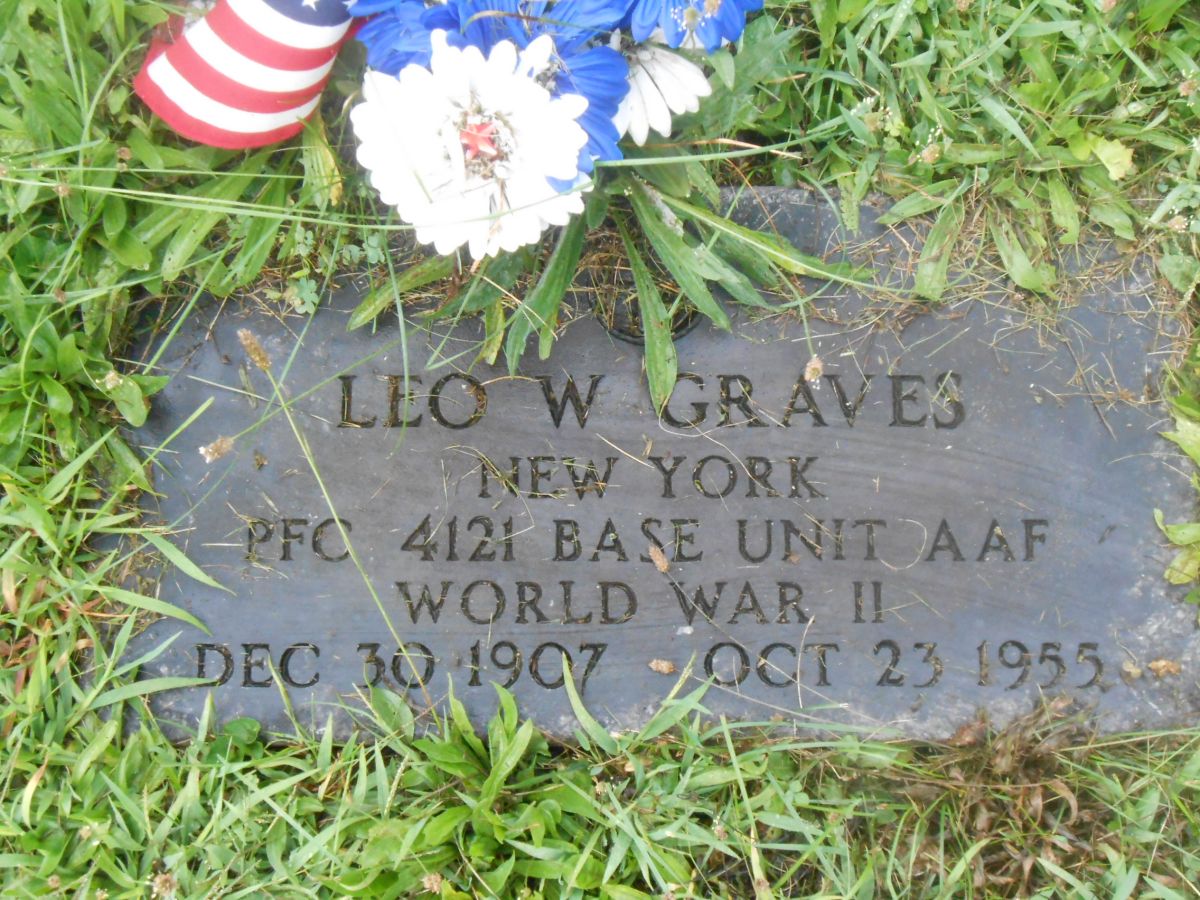 LEO W GRAVES
NEW YORK
PFC 4121 BASE UNIT AAF
WORLD WAR II
DEC 30 1907 OCT 23 1955